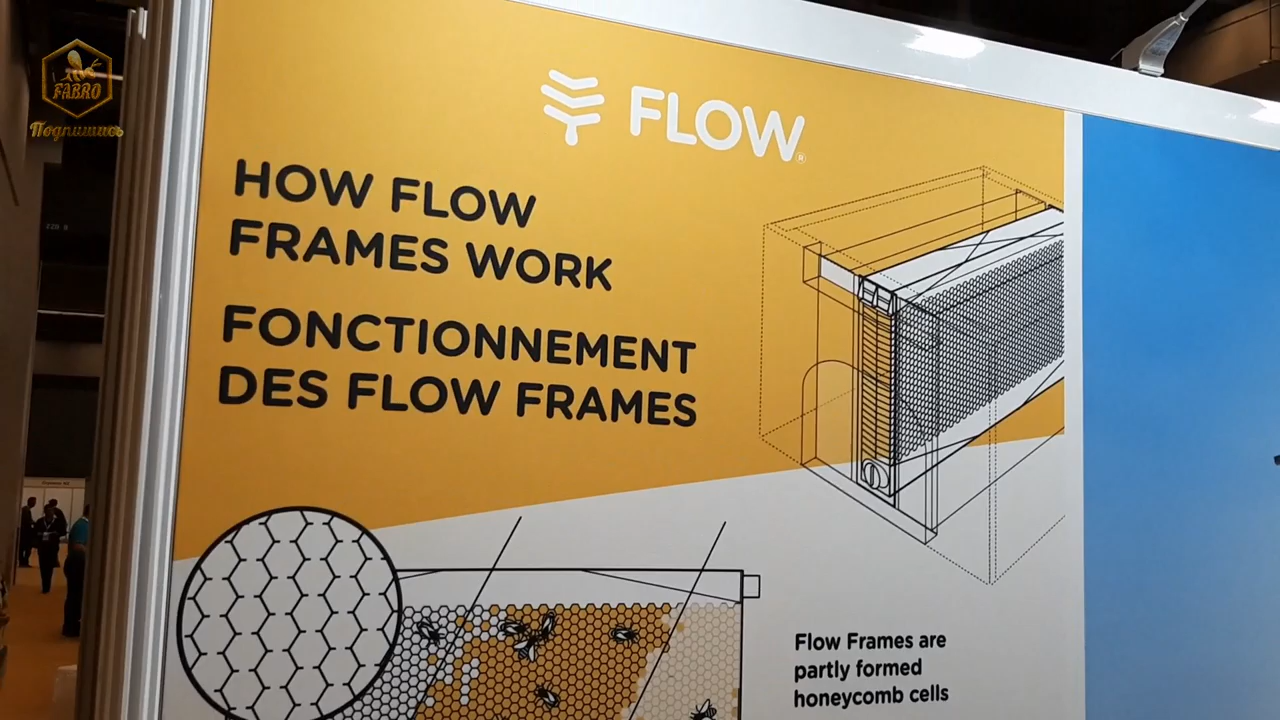 FABRO
Подпишись
FLOW
HOW FLOW
FRAMES WORK
FONCTIONNEMENT
DES FLOW FRAMES
Flow Frames are
partly formed
honeycomb cells